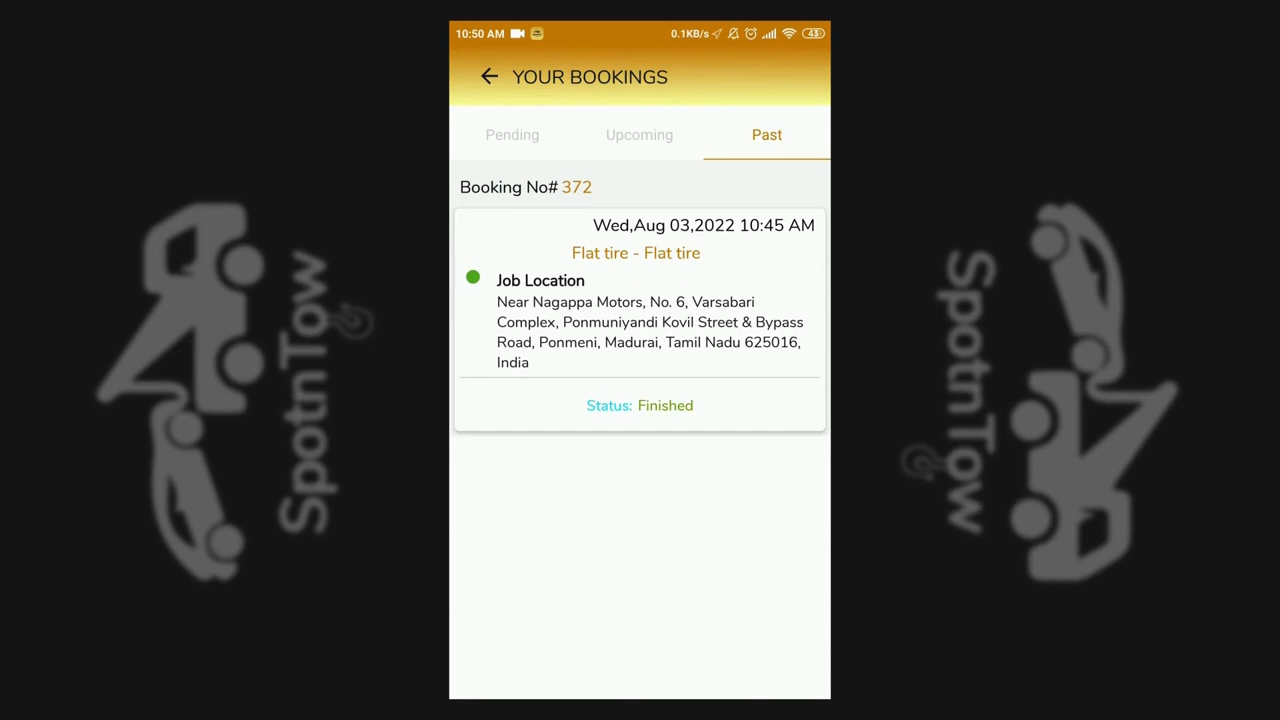 10:50 AM
0.1KB/s
43
YOUR BOOKINGS
Pending
Upcoming
Past
Booking No# 372
Wed,Aug 03,2022 10:45 AM
Flat tire - Flat tire
Job Location
Near Nagappa Motors, No. 6, Varsabari
Complex, Ponmuniyandi Kovil Street & Bypass
Road, Ponmeni, Madurai, Tamil Nadu 625016,
India
Status: Finished
SpotnTow
SpotnTow